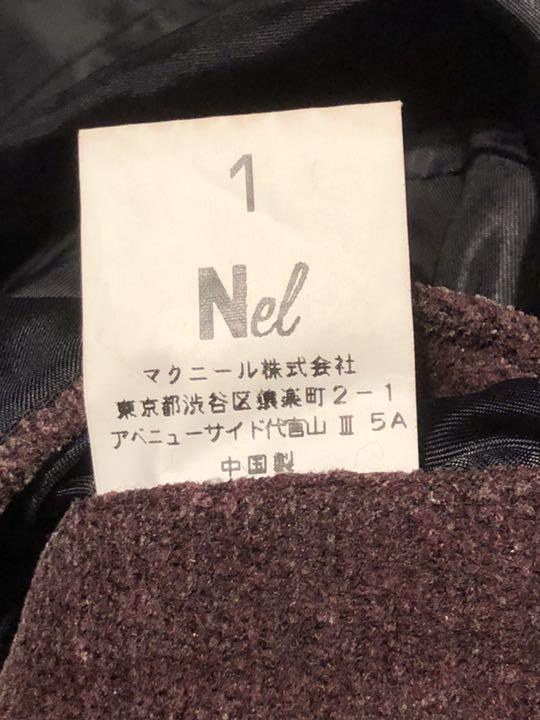 1
Nel
マクニール株式会社
東京都渋谷区猿楽町2-1
アベニューサイド代官山 Ⅲ 5A
中国製